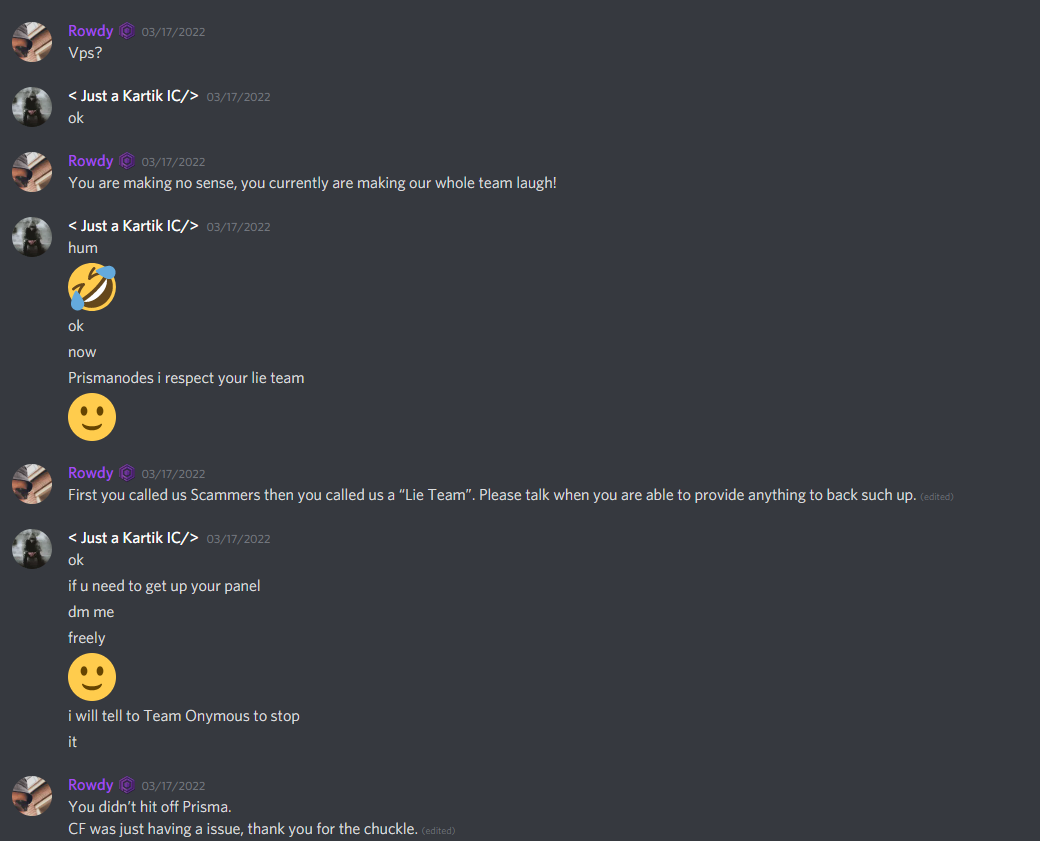 Rowdy 03/17/2022
Vps?
< Just a Kartik IC/> 03/17/2022
ok
Rowdy 03/17/2022
You are making no sense, you currently are making our whole team laugh!
< Just a Kartik IC/> 03/17/2022
hum
🤣
ok
now
Prismanodes i respect your lie team
🙂
Rowdy 03/17/2022
First you called us Scammers then you called us a “Lie Team”. Please talk when you are able to provide anything to back such up. (edited)
< Just a Kartik IC/> 03/17/2022
ok
if u need to get up your panel
dm me
freely
🙂
i will tell to Team Onymous to stop
it
Rowdy 03/17/2022
You didn’t hit off Prisma.
CF was just having a issue, thank you for the chuckle. (edited)